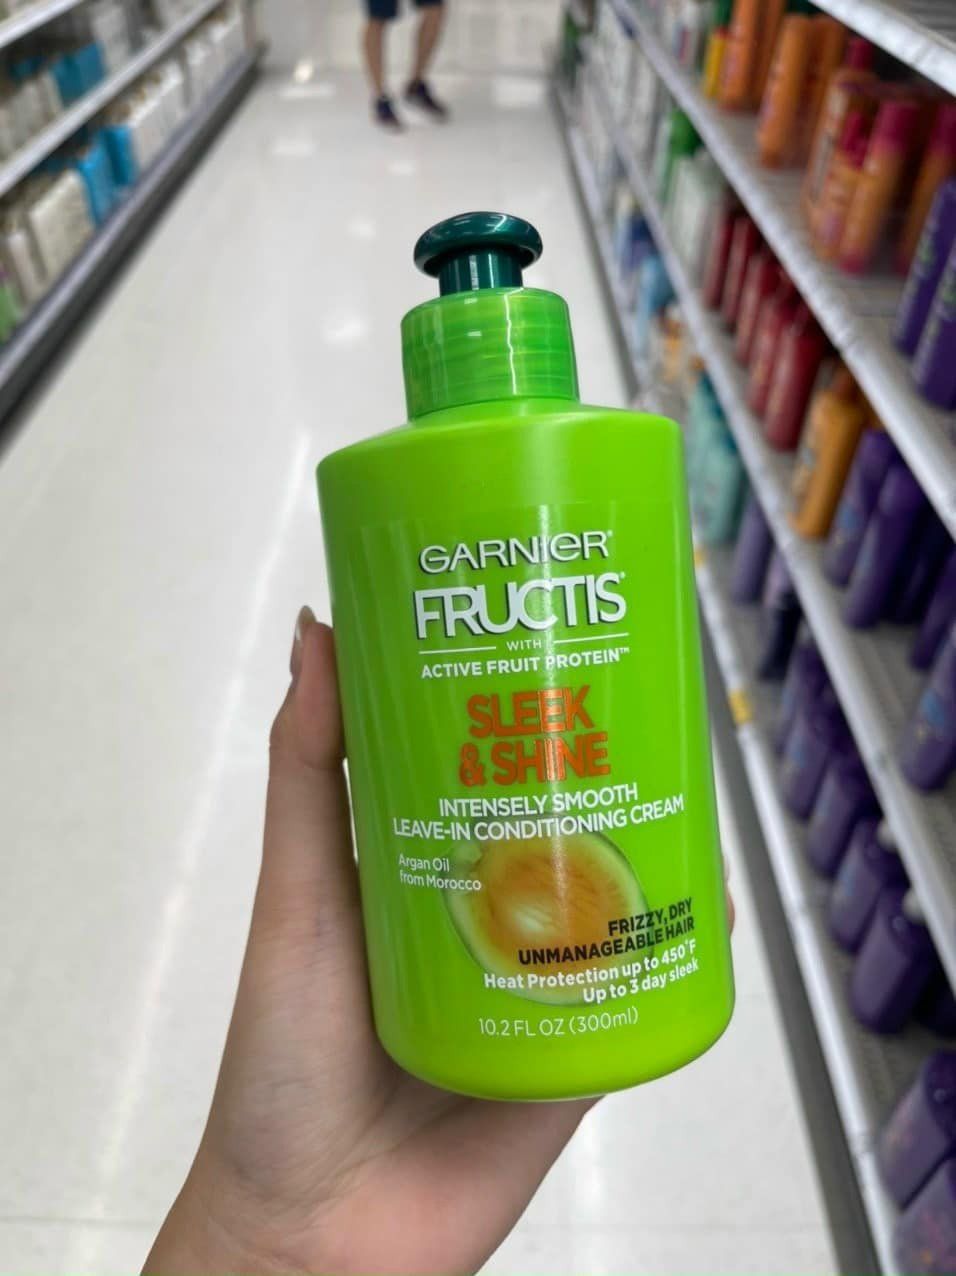 GARNIER®
FRUCTIS®
WITH
ACTIVE FRUIT PROTEIN™
SLEEK
& SHINE
INTENSELY SMOOTH
LEAVE-IN CONDITIONING CREAM
Argan Oil
from Morocco
FRIZZY, DRY
UNMANAGEABLE HAIR
Heat Protection up to 450°F
Up to 3 day sleek
10.2 FL OZ (300ml)